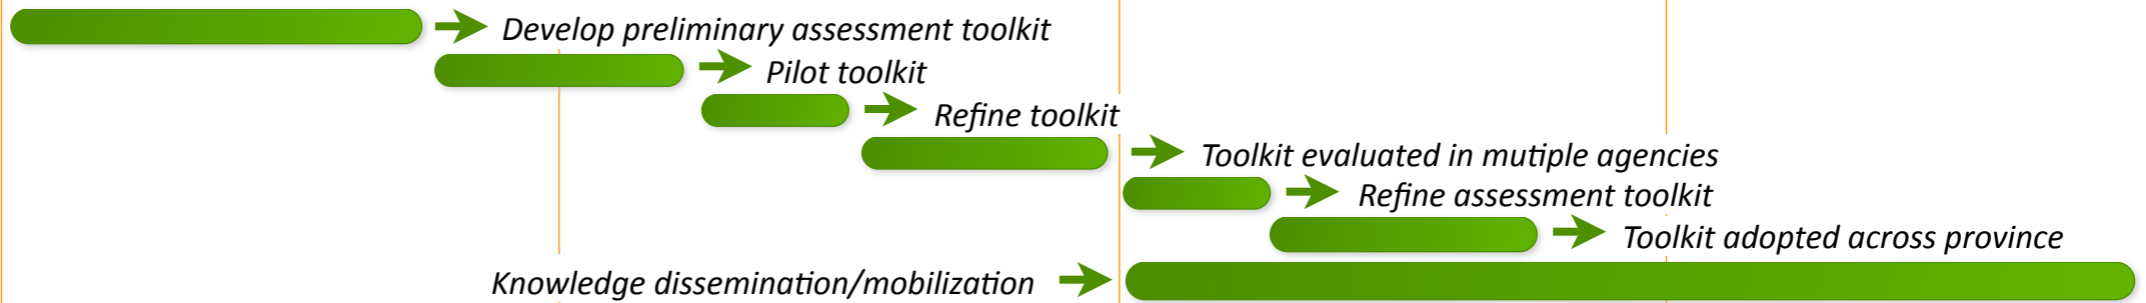 Develop preliminary assessment toolkit
Pilot toolkit
Refine toolkit
Toolkit evaluated in mutiple agencies
Refine assessment toolkit
Toolkit adopted across province
Knowledge dissemination/mobilization